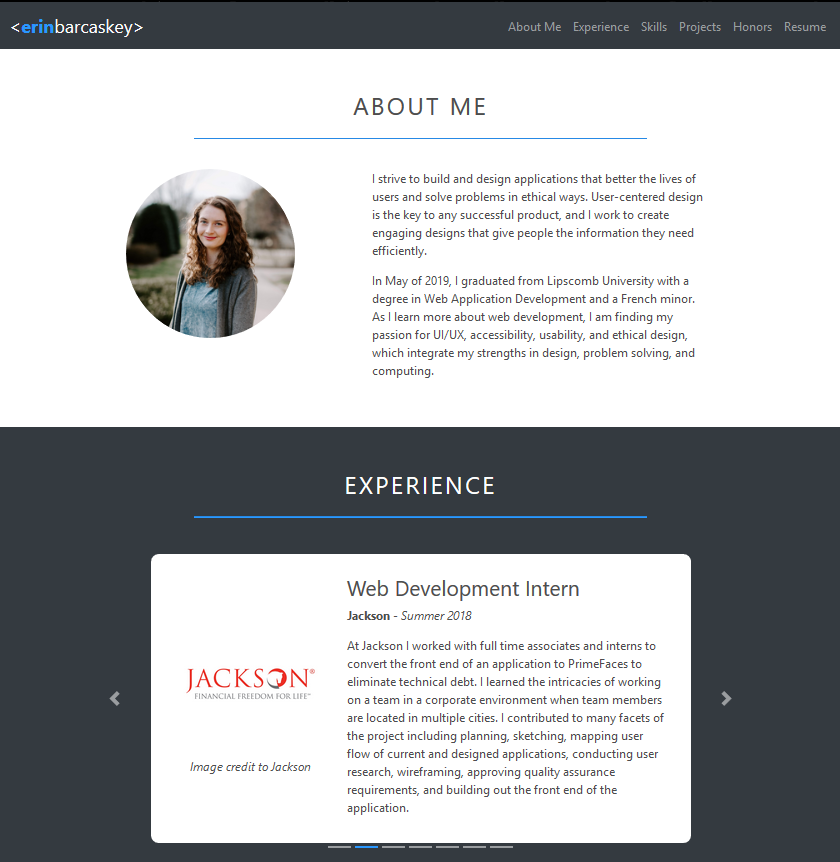 <erinbarcaskey>
About Me Experience Skills Projects Honors Resume
ABOUT ME
I strive to build and design applications that better the lives of
users and solve problems in ethical ways. User-centered design
is the key to any successful product, and I work to create
engaging designs that give people the information they need
efficiently.
In May of 2019, I graduated from Lipscomb University with a
degree in Web Application Development and a French minor.
As I learn more about web development, I am finding my
passion for UI/UX, accessibility, usability, and ethical design,
which integrate my strengths in design, problem solving, and
computing.
EXPERIENCE
JACKSON®
FINANCIAL FREEDOM FOR LIFE™
Image credit to Jackson
Web Development Intern
Jackson - Summer 2018
At Jackson I worked with full time associates and interns to
convert the front end of an application to PrimeFaces to
eliminate technical debt. I learned the intricacies of working
on a team in a corporate environment when team members
are located in multiple cities. I contributed to many facets of
the project including planning, sketching, mapping user
flow of current and designed applications, conducting user
research, wireframing, approving quality assurance
requirements, and building out the front end of the
application.